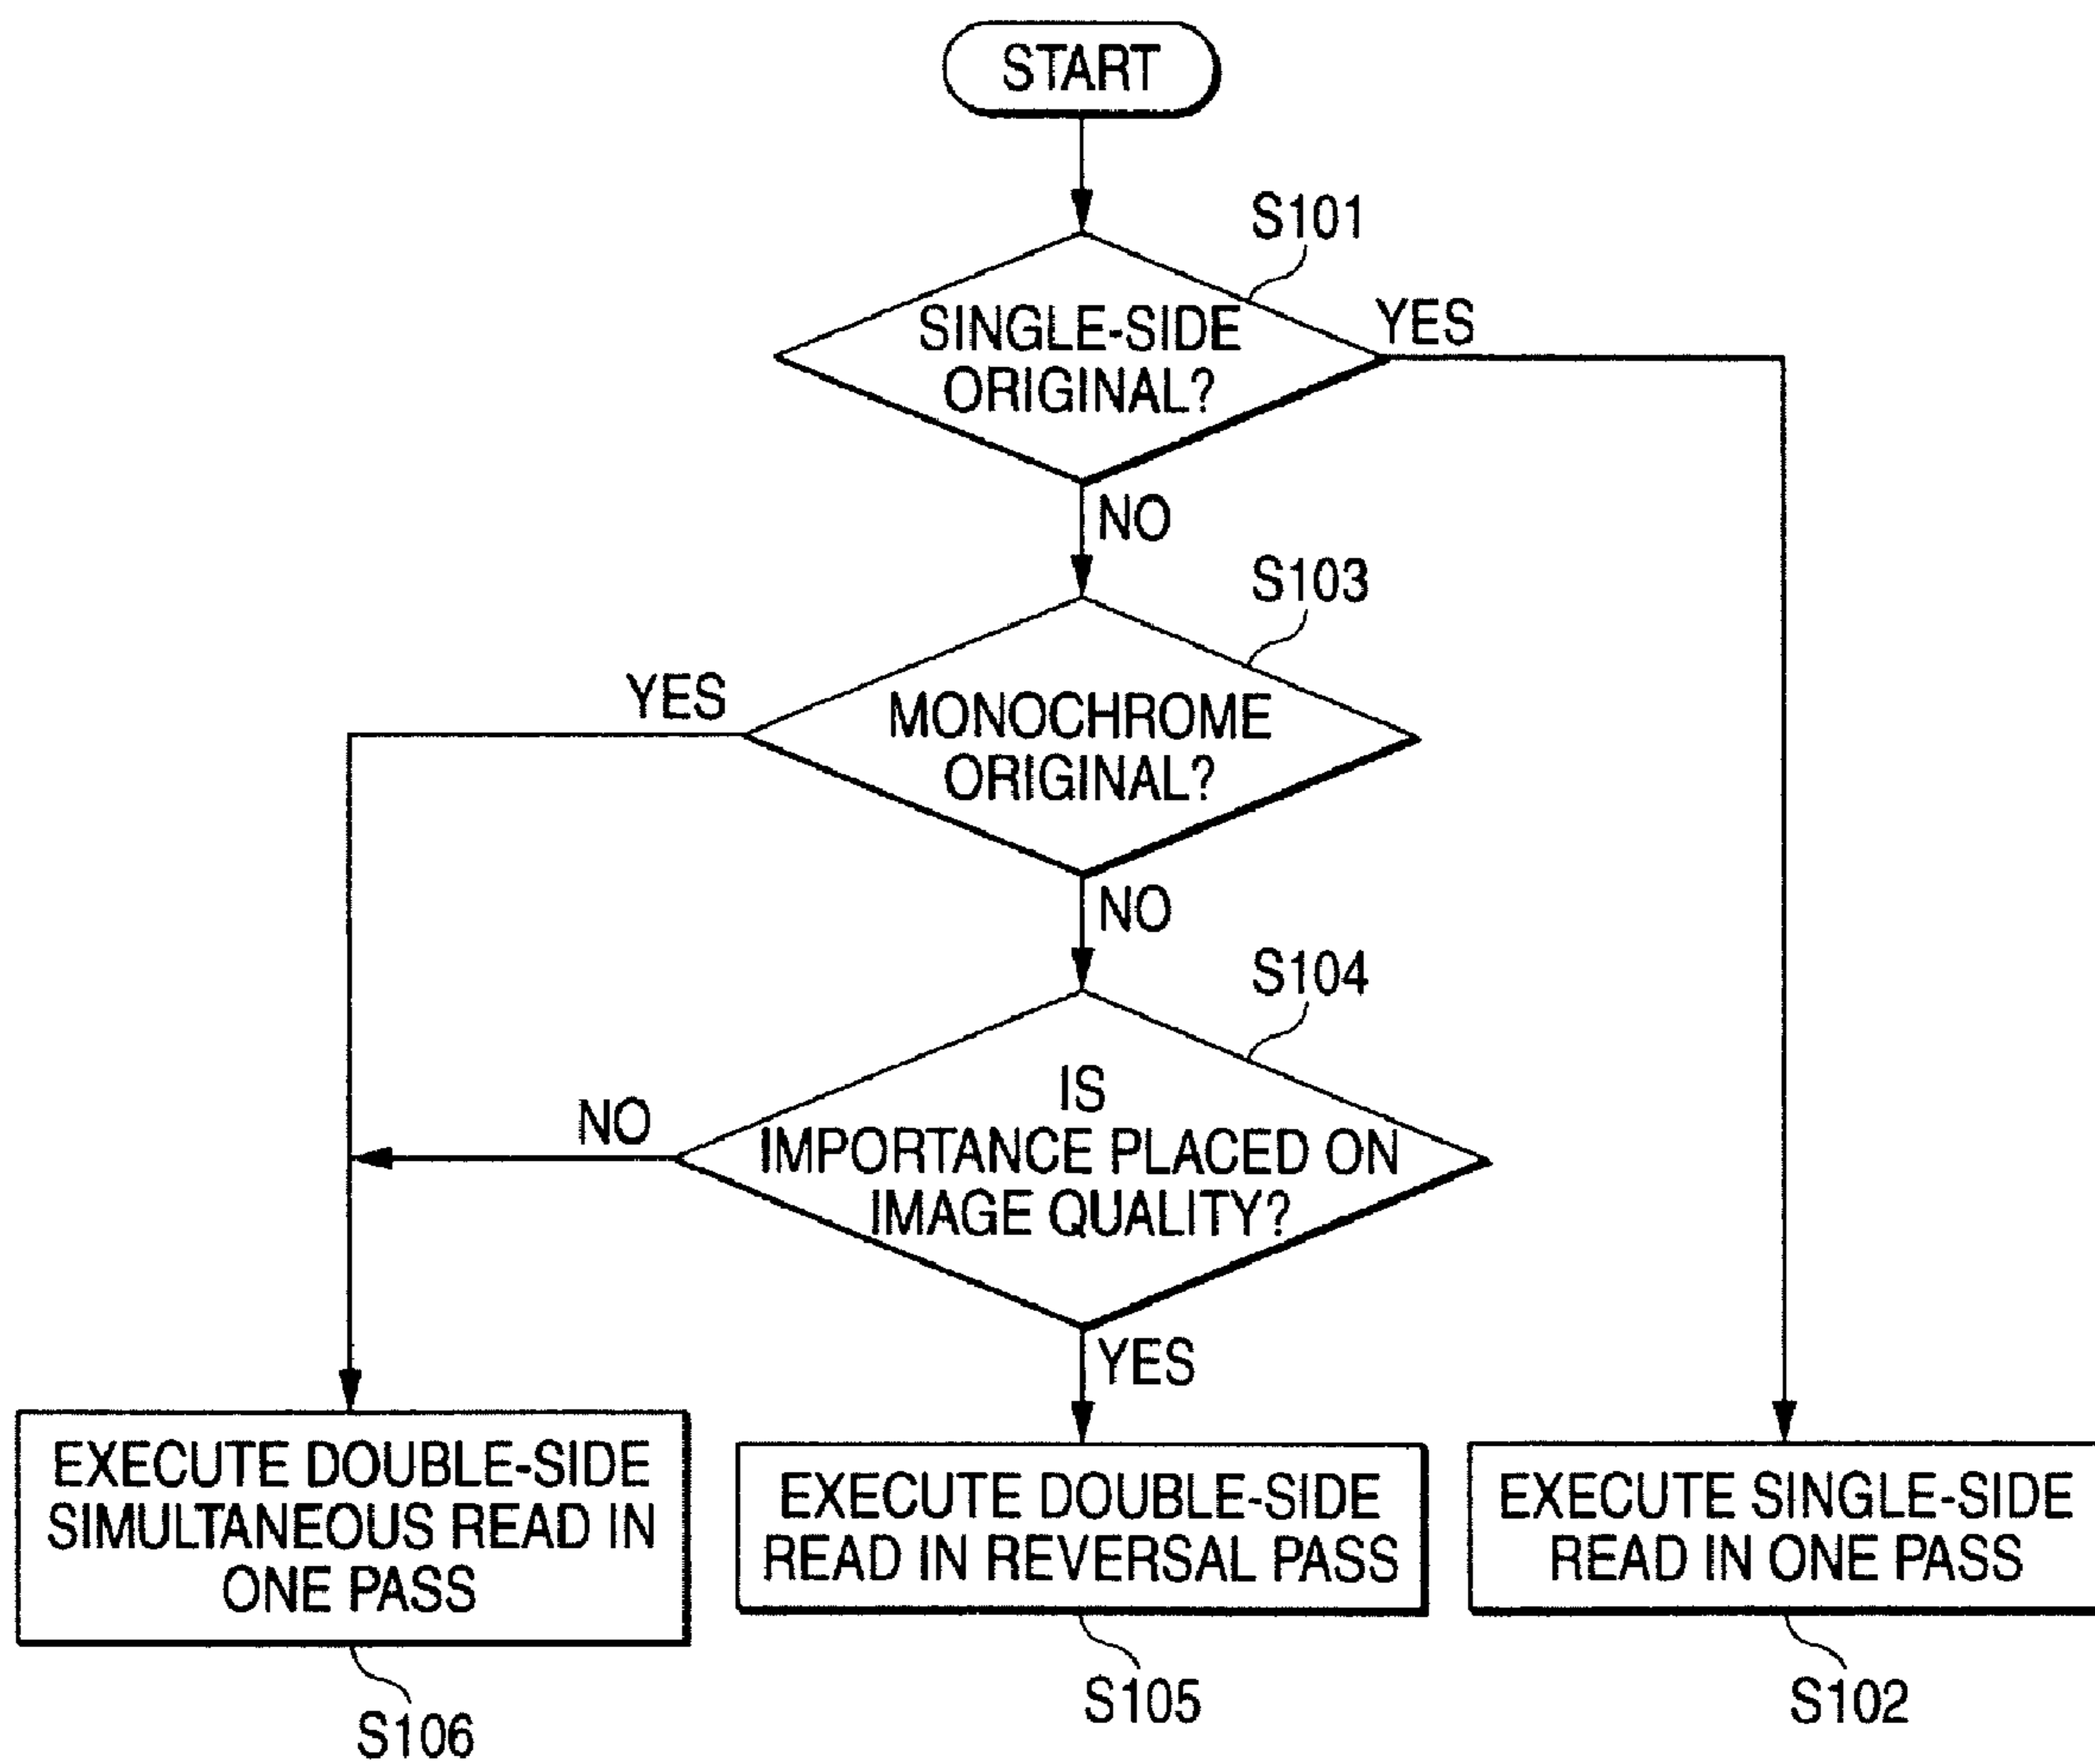 START
S101
SINGLE-SIDE
ORIGINAL?
YES
NO
S103
YES
MONOCHROME
ORIGINAL?
NO
S104
IS
IMPORTANCE PLACED ON
IMAGE QUALITY?
NO
YES
EXECUTE DOUBLE-SIDE
SIMULTANEOUS READ IN
ONE PASS
EXECUTE DOUBLE-SIDE
READ IN REVERSAL PASS
EXECUTE SINGLE-SIDE
READ IN ONE PASS
S106
S105
S102